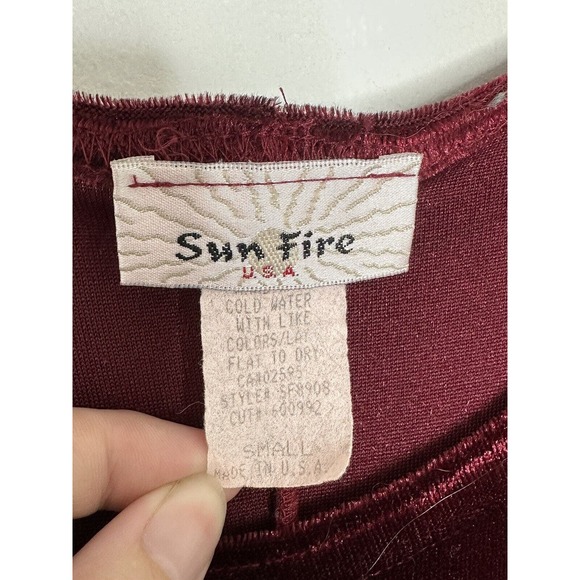 Sun Fire
U.S.A.
COLD WATER
WITH LIKE
COLORS/LAY
FLAT TO DRY
CA#02595
STYLE# SF8908
CUT# 600992
SMALL
MADE IN U.S.A.